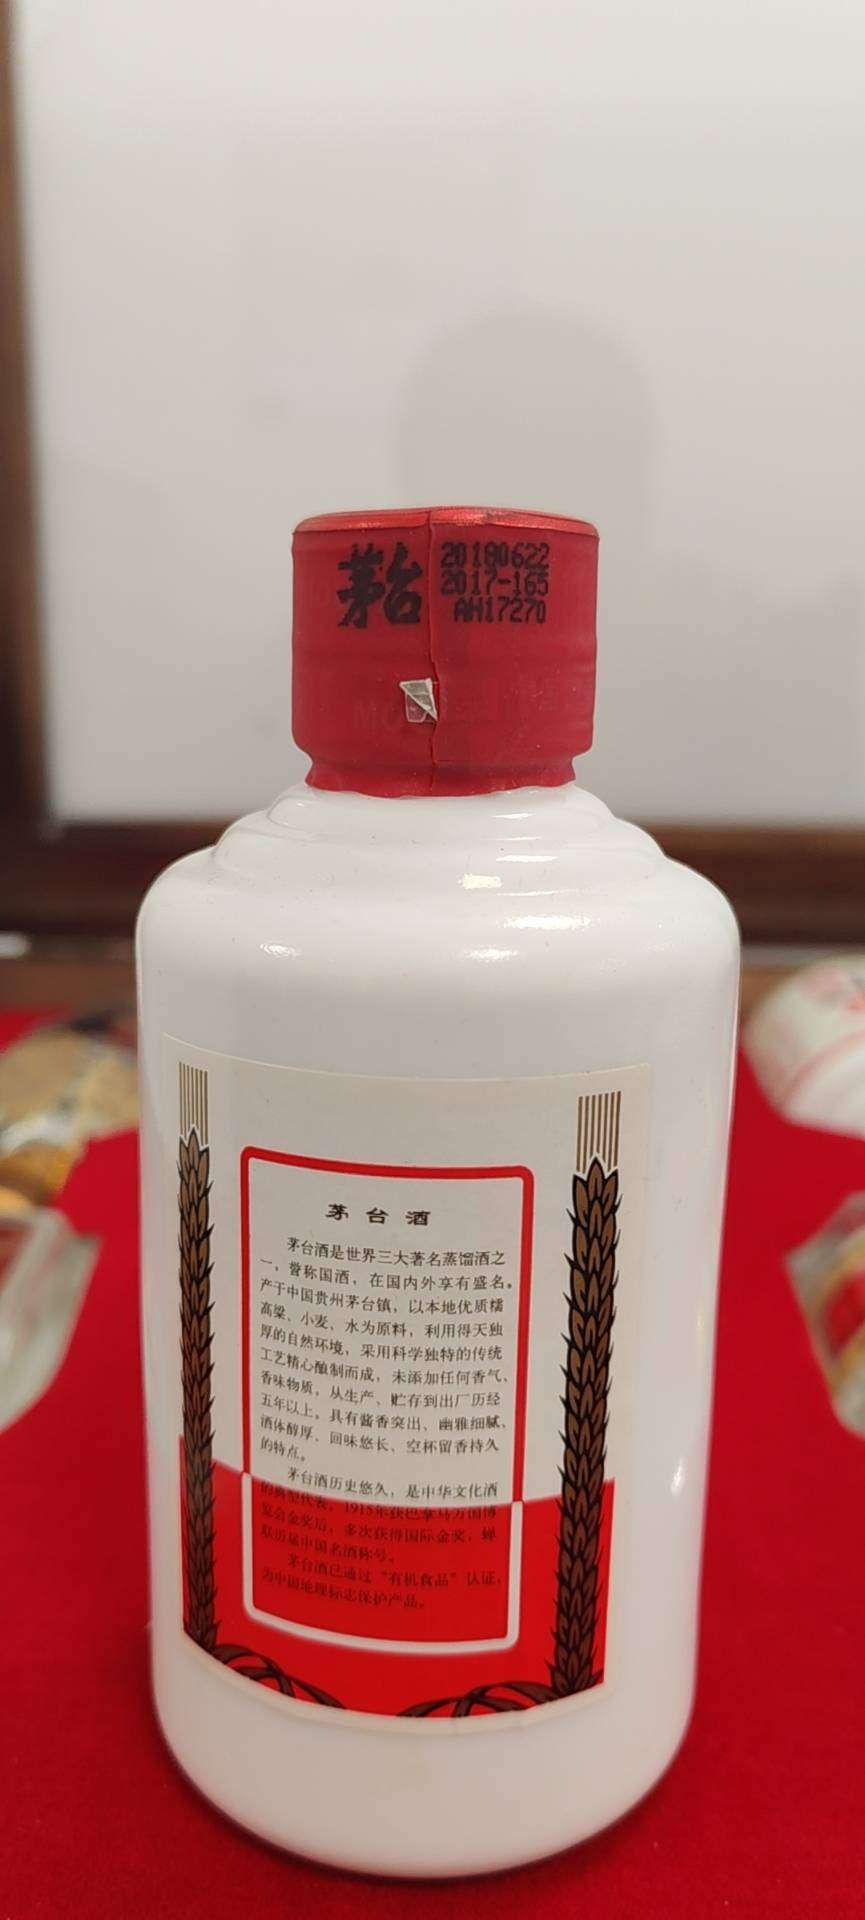 茅台
20180622
2017-165
AH17270
茅台酒
茅台酒是世界三大著名蒸馏酒之
一，誉称国酒，在国内外享有盛名。
产于中国贵州茅台镇，以本地优质糯
高粱、小麦、水为原料，利用得天独
厚的自然环境，采用科学独特的传统
工艺精心酿制而成，未添加任何香气、
香味物质，从生产、贮存到出厂历经
五年以上。具有酱香突出、幽雅细腻、
酒体醇厚、回味悠长、空杯留香持久
的特点。
茅台酒历史悠久，是中华文化酒
的典型代表，1915年获巴拿马万国博
览会金奖后，多次获得国际金奖，蝉
联历届中国名酒称号。
茅台酒已通过“有机食品”认证，
为中国地理标志保护产品。